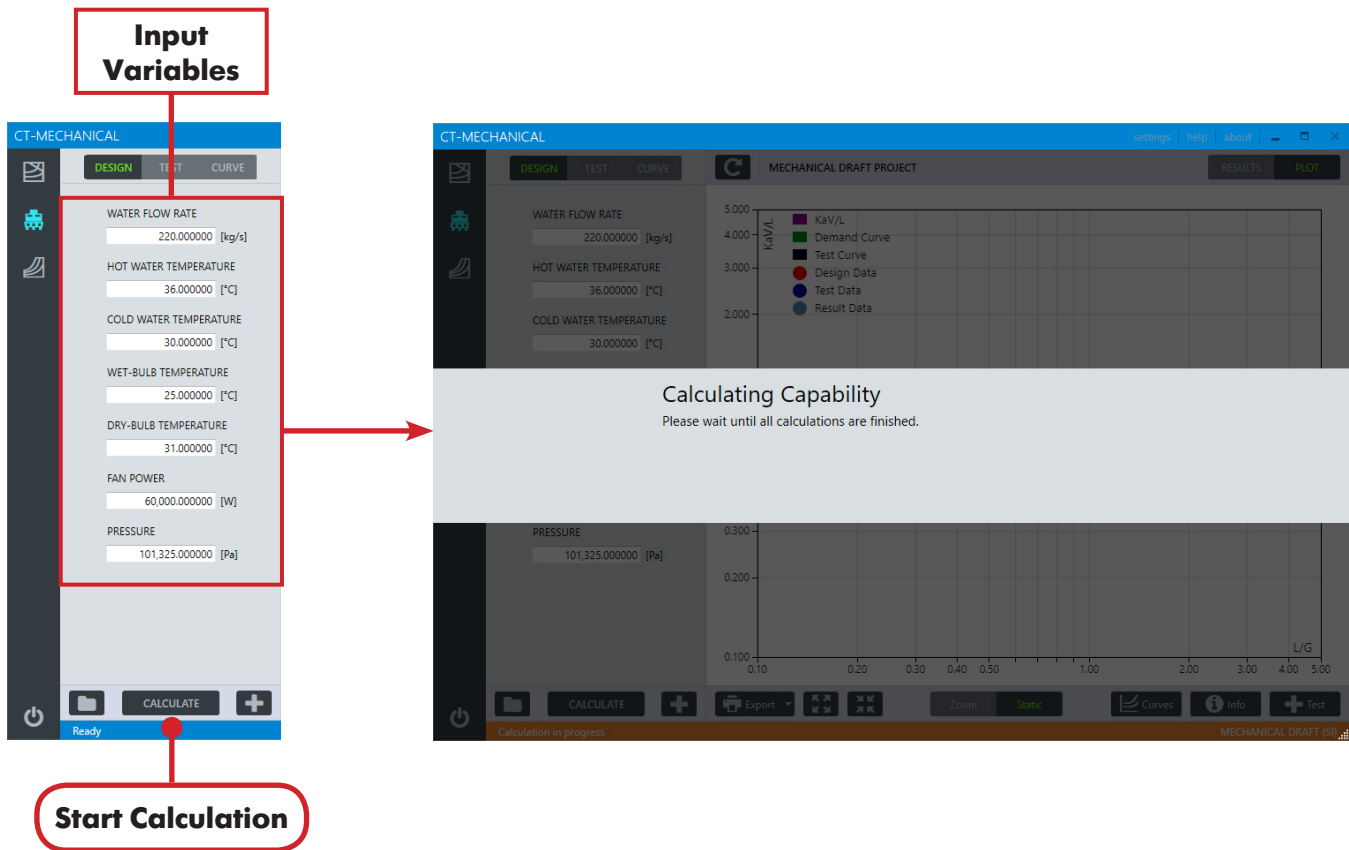 Input
Variables
CT-MECHANICAL
DESIGN TEST CURVE
WATER FLOW RATE
220.000000 [kg/s]
HOT WATER TEMPERATURE
36.000000 [°C]
COLD WATER TEMPERATURE
30.000000 [°C]
WET-BULB TEMPERATURE
25.000000 [°C]
DRY-BULB TEMPERATURE
31.000000 [°C]
FAN POWER
60,000.000000 [W]
PRESSURE
101,325.000000 [Pa]
CALCULATE
Ready
Start Calculation
CT-MECHANICAL settings help about
DESIGN TEST CURVE MECHANICAL DRAFT PROJECT RESULTS PLOT
WATER FLOW RATE
220.000000 [kg/s]
HOT WATER TEMPERATURE
36.000000 [°C]
COLD WATER TEMPERATURE
30.000000 [°C]
5.000
4.000
3.000
2.000
KaV/L
KaV/L
Demand Curve
Test Curve
Design Data
Test Data
Result Data
Calculating Capability
Please wait until all calculations are finished.
PRESSURE
101,325.000000 [Pa]
0.300
0.200
0.100
L/G
0.10 0.20 0.30 0.40 0.50 1.00 2.00 3.00 4.00 5.00
CALCULATE Export Zoom Static Curves Info Test
Calculation in progress MECHANICAL DRAFT (SI)